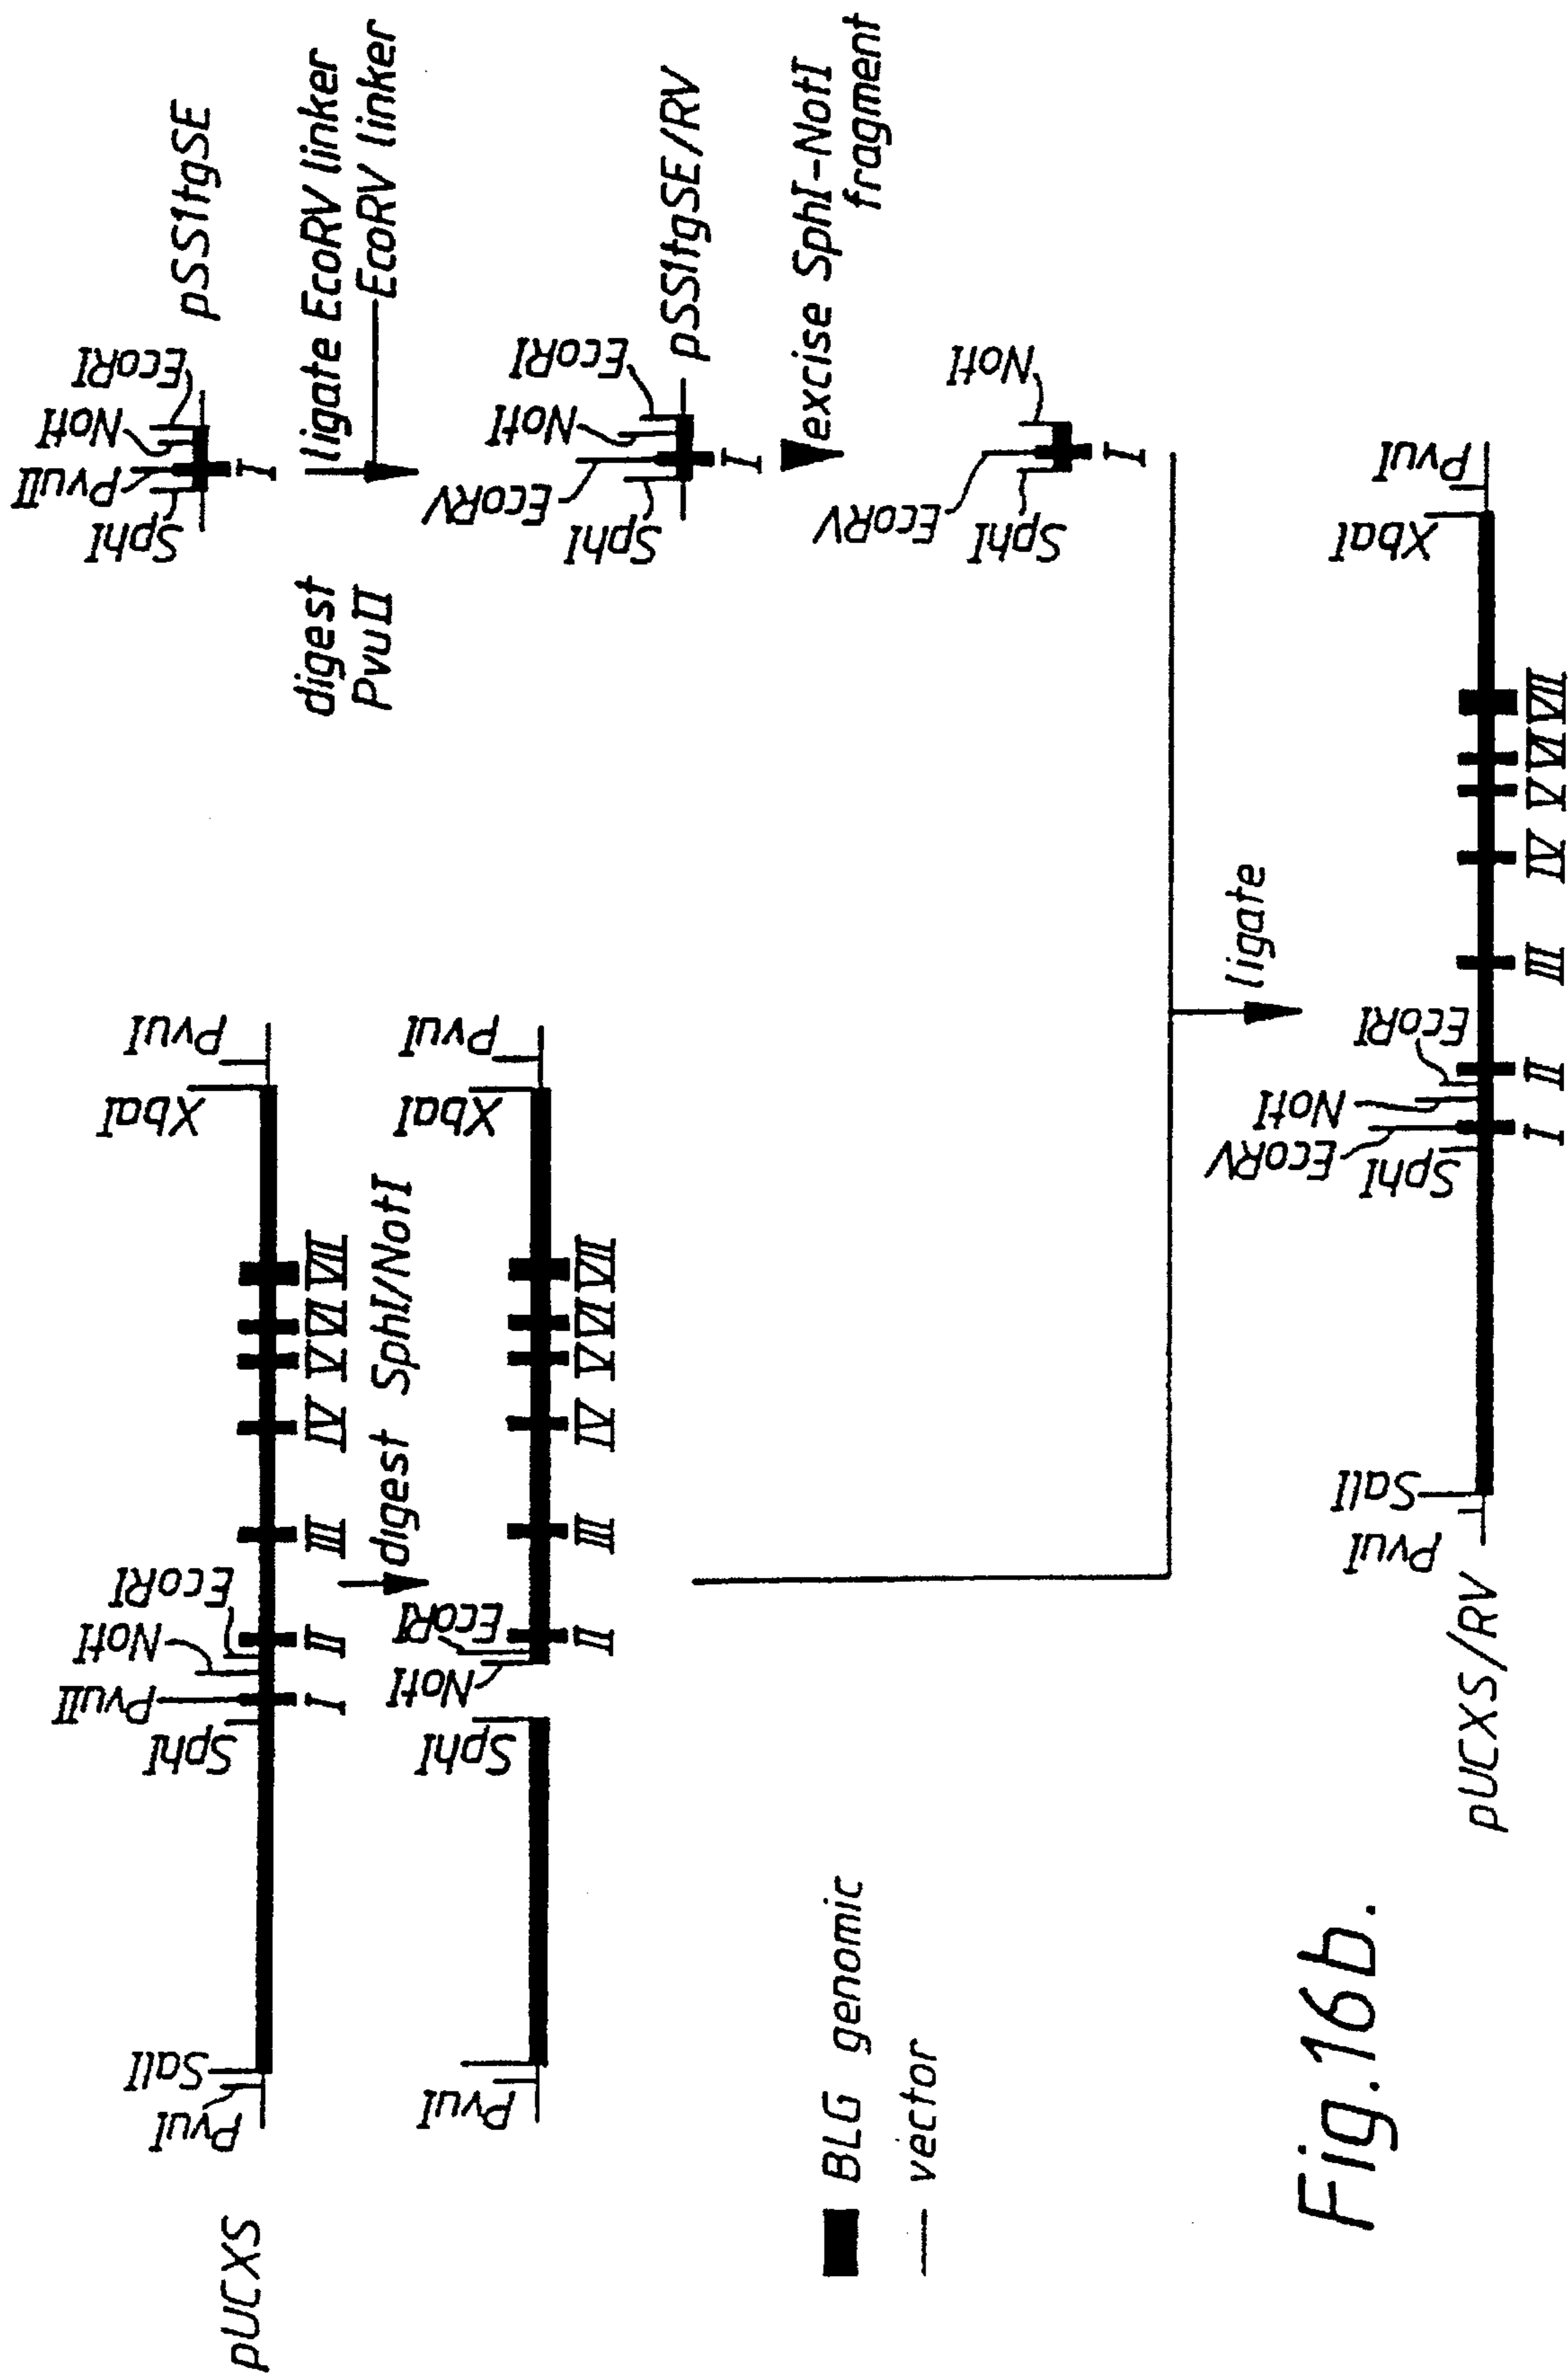 pUCXS
PvuI
SalI
SphI
PvuII
NotI
EcoRI
XbaI
PvuI
I
II
III
IV
V
VI
VII
digest SphI/NotI
PvuI
SphI
NotI
EcoRI
XbaI
PvuI
II
III
IV
V
VI
VII
pSS1tgSE
SphI
PvuII
NotI
EcoRI
I
digest
PvuII
ligate EcoRV linker
EcoRV linker
pSS1tgSE/RV
SphI
EcoRV
NotI
EcoRI
I
excise SphI-NotI
fragment
SphI
EcoRV
NotI
I
ligate
BLG genomic
vector
pUCXS/RV
PvuI
SalI
SphI
EcoRV
NotI
EcoRI
XbaI
PvuI
I
II
III
IV
V
VI
VII
Fig.16b.